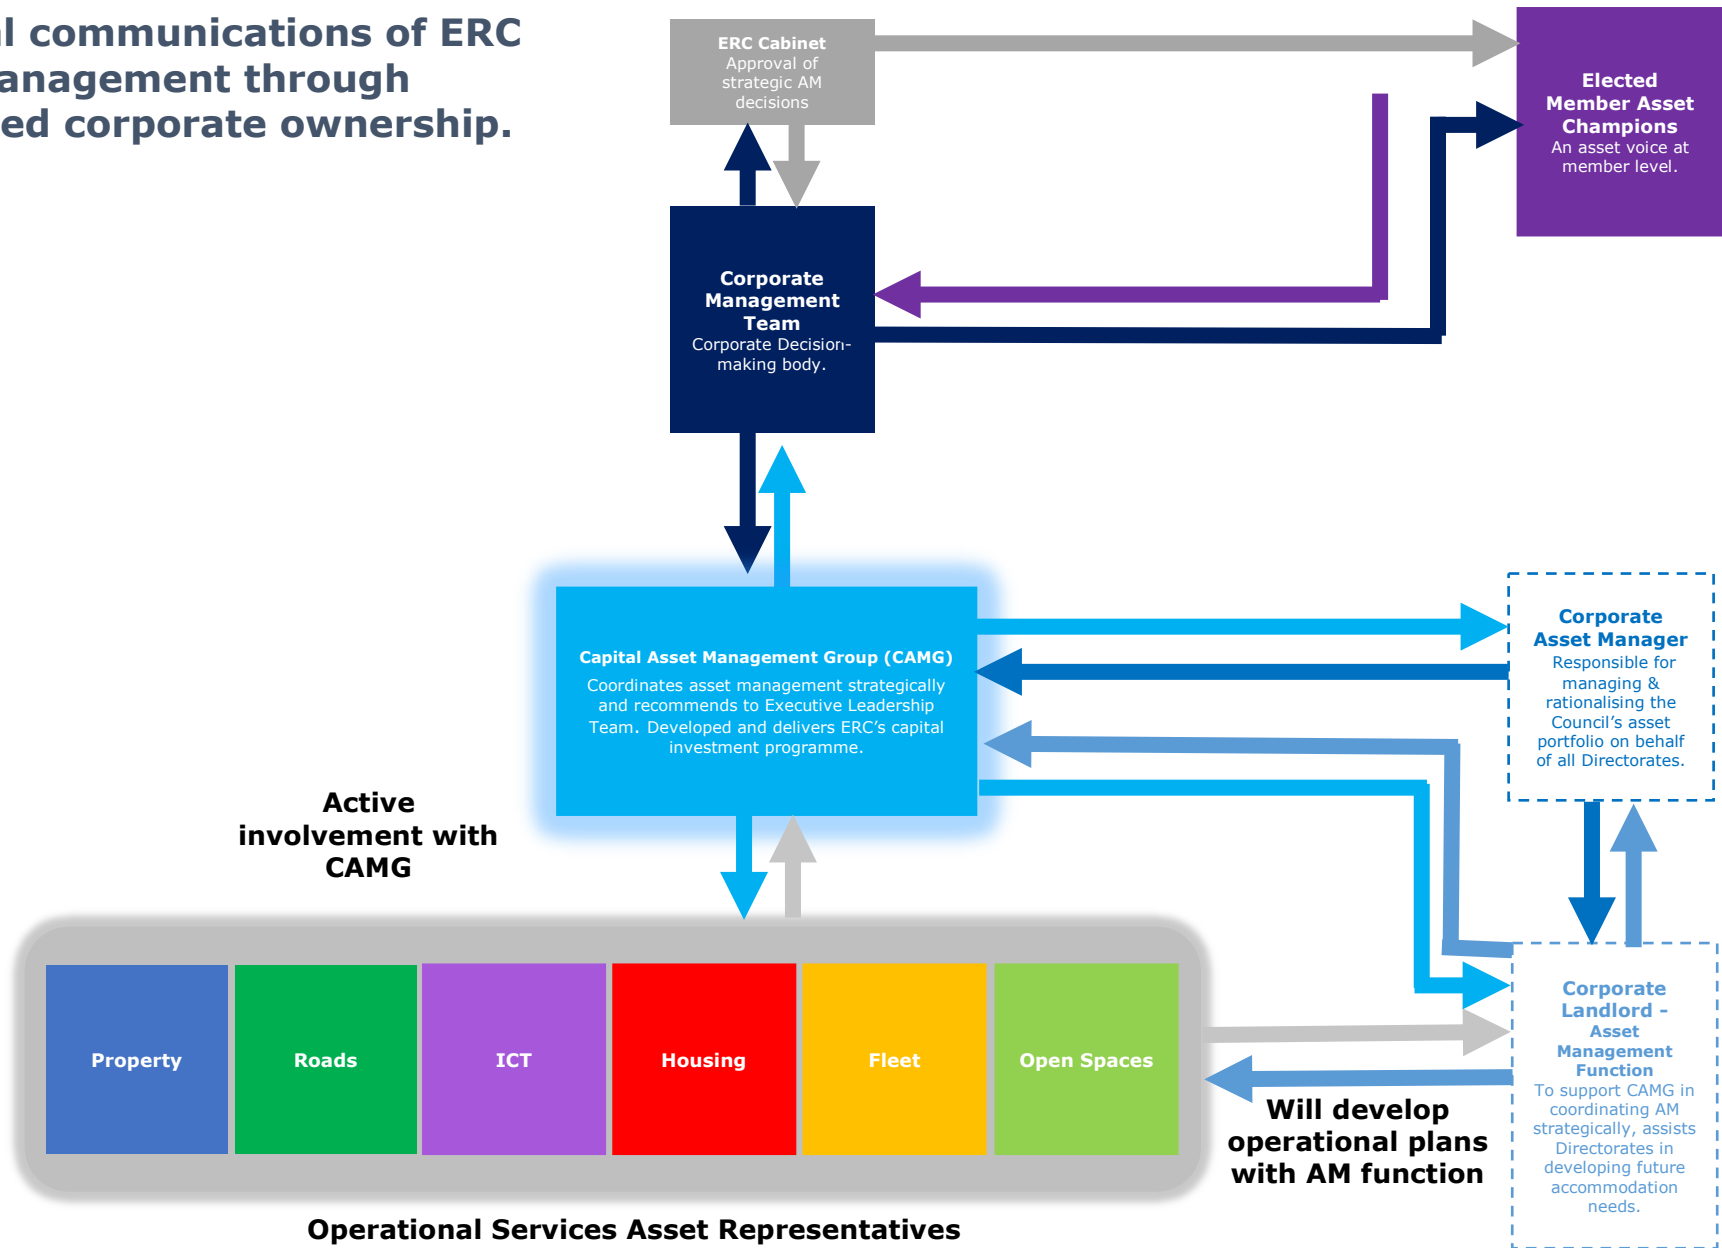 communications of ERC
through
corporate ownership.
ERC Cabinet
Approval of
strategic AM
decisions
Elected
Member Asset
Champions
An asset voice at
member level.
Corporate
Management
Team
Corporate Decision-
making body.
Capital Asset Management Group (CAMG)
Coordinates asset management strategically
and recommends to Executive Leadership
Team. Developed and delivers ERC's capital
investment programme.
Corporate
Asset Manager
Responsible for
managing &
rationalising the
Council's asset
portfolio on behalf
of all Directorates.
Active
involvement with
CAMG
Property
Roads
ICT
Housing
Fleet
Open Spaces
Corporate
Landlord –
Asset
Management
Function
To support CAMG in
coordinating AM
strategically, assists
Directorates in
developing future
accommodation
needs.
Will develop
operational plans
with AM function
Operational Services Asset Representatives